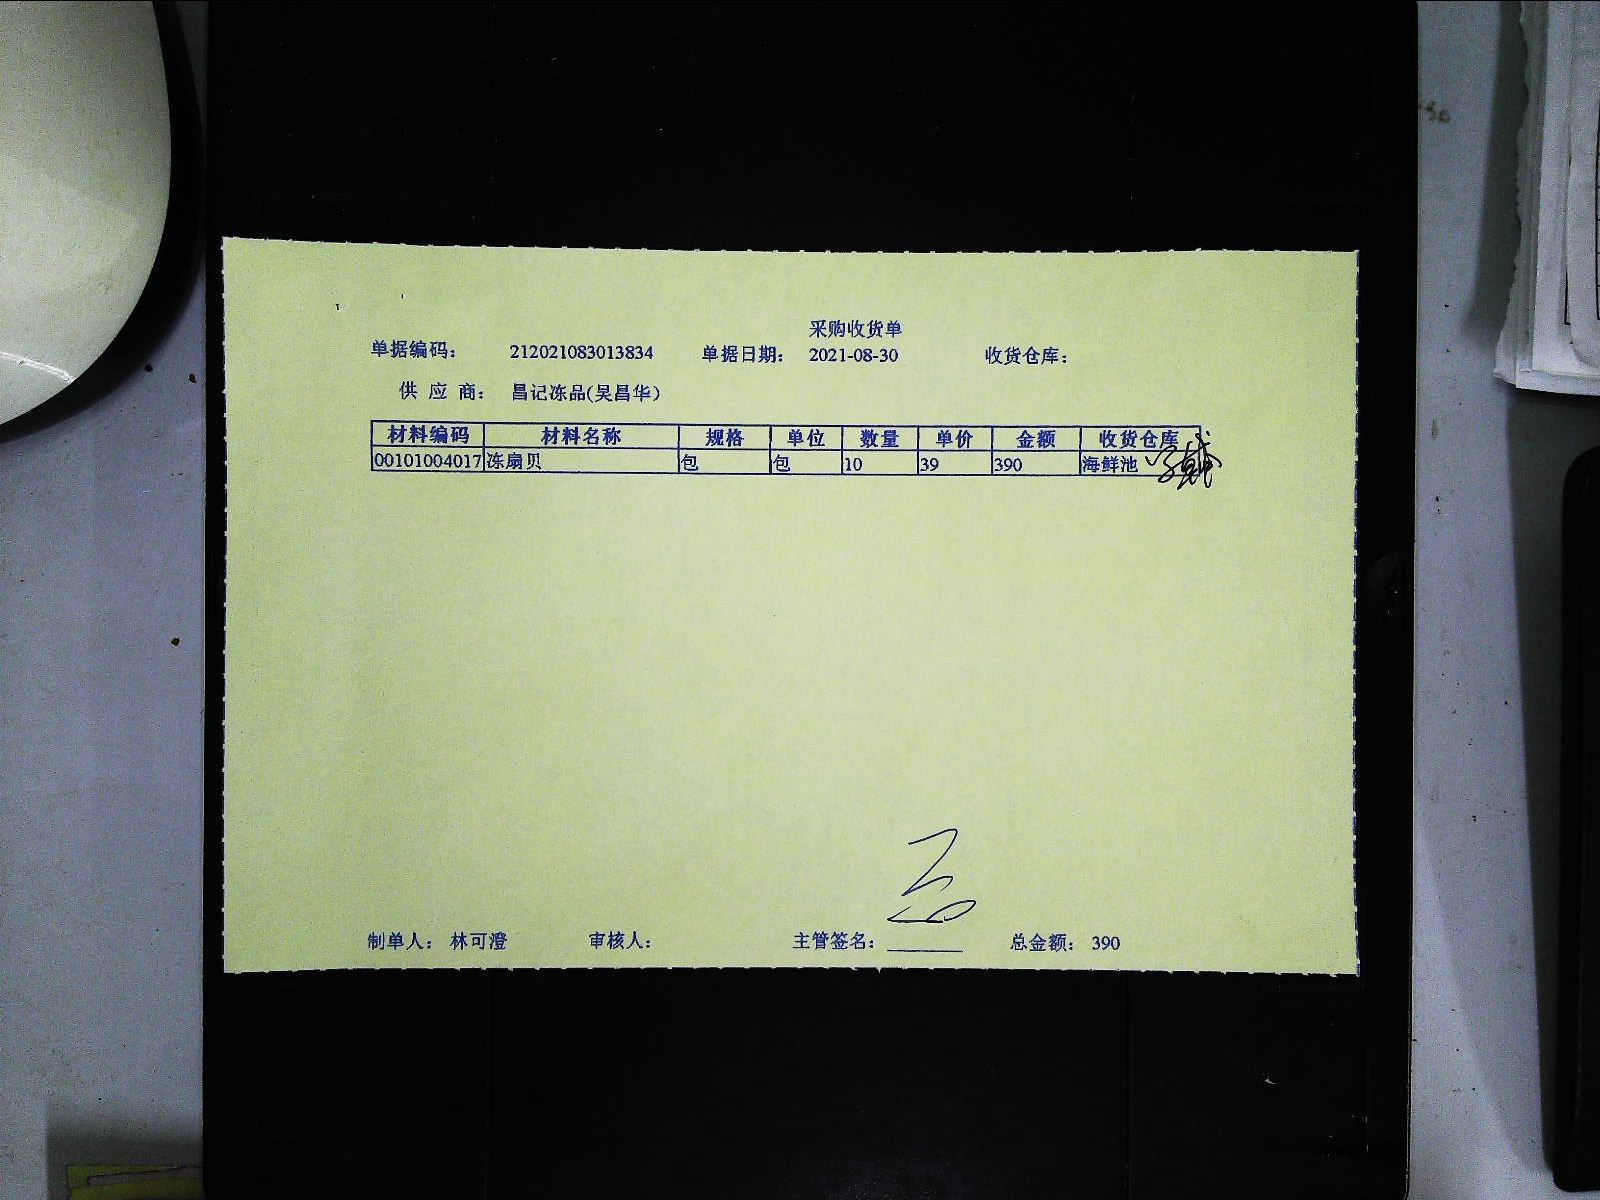 采购收货单
单据编码： 212021083013834 单据日期： 2021-08-30 收货仓库：
供 应 商： 昌记冻品(吴昌华)
材料编码 材料名称 规格 单位 数量 单价 金额 收货仓库
00101004017 冻扇贝 包 包 10 39 390 海鲜池
制单人： 林可澄 审核人： 主管签名： 总金额： 390